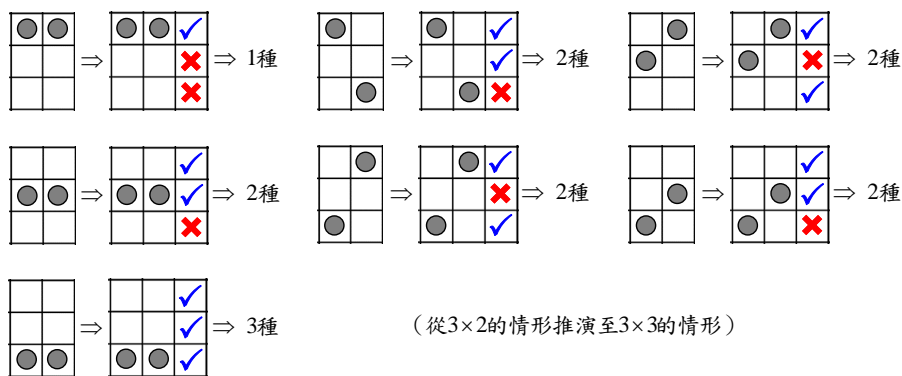 ⇒ ⇒ 1種
⇒ ⇒ 2種
⇒ ⇒ 2種
⇒ ⇒ 2種
⇒ ⇒ 2種
⇒ ⇒ 2種
⇒ ⇒ 3種
（從3×2的情形推演至3×3的情形）